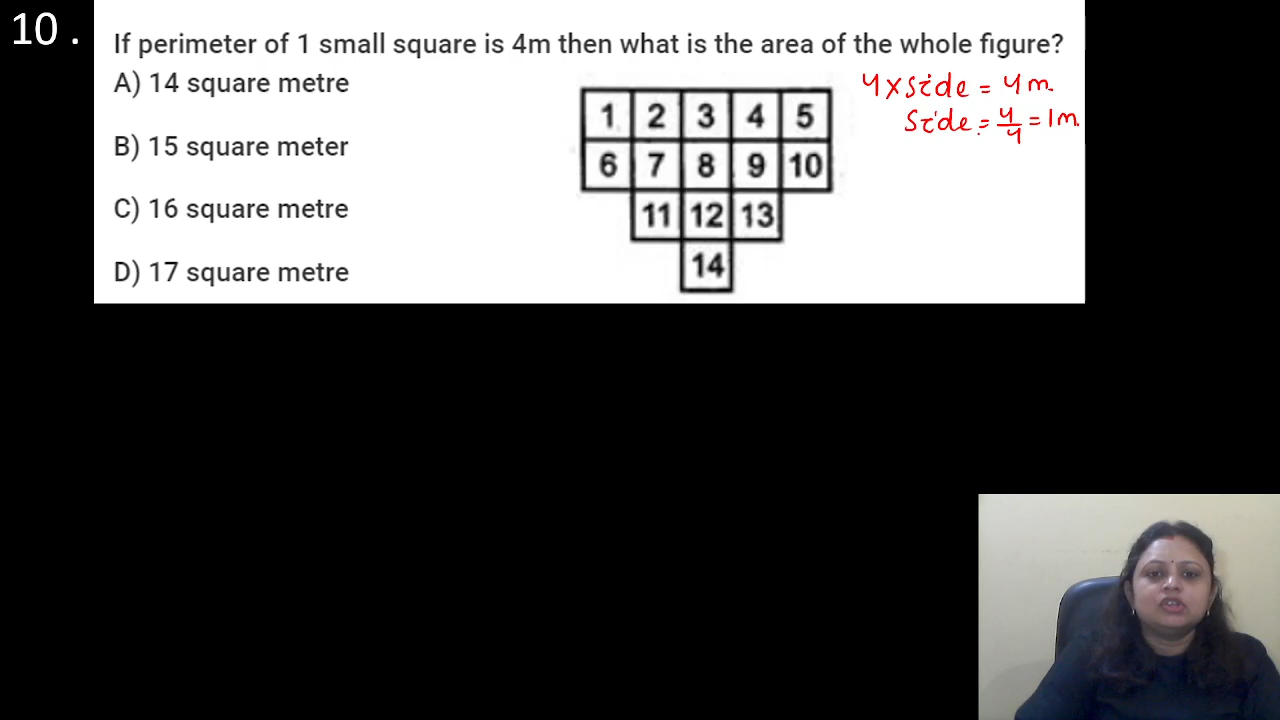 10 .
If perimeter of 1 small square is 4m then what is the area of the whole figure?
A) 14 square metre
B) 15 square meter
C) 16 square metre
D) 17 square metre
1 2 3 4 5
6 7 8 9 10
11 12 13
14
4 × side = 4 m.
Side = 4/4 = 1 m.